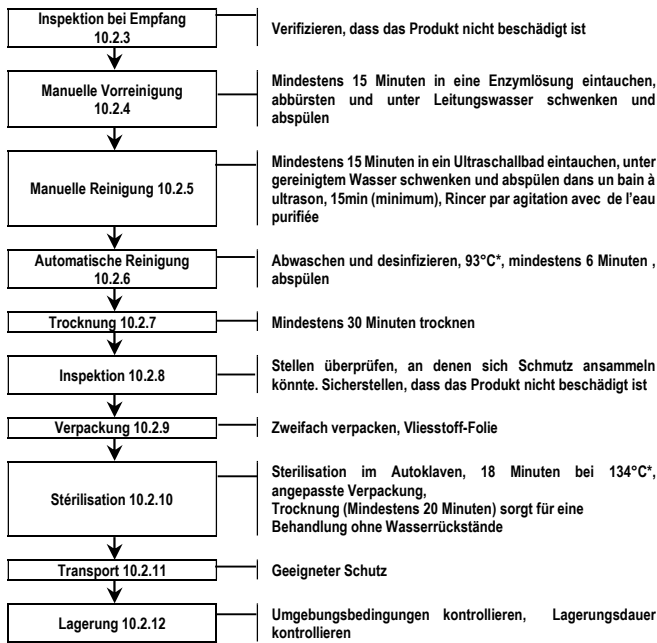 Inspektion bei Empfang
10.2.3
Verifizieren, dass das Produkt nicht beschädigt ist
Manuelle Vorreinigung
10.2.4
Mindestens 15 Minuten in eine Enzymlösung eintauchen,
abbürsten und unter Leitungswasser schwenken und
abspülen
Manuelle Reinigung 10.2.5
Mindestens 15 Minuten in ein Ultraschallbad eintauchen, unter
gereinigtem Wasser schwenken und abspülen dans un bain à
ultrason, 15min (minimum), Rincer par agitation avec de l'eau
purifiée
Automatische Reinigung
10.2.6
Abwaschen und desinfizieren, 93°C*, mindestens 6 Minuten ,
abspülen
Trocknung 10.2.7
Mindestens 30 Minuten trocknen
Inspektion 10.2.8
Stellen überprüfen, an denen sich Schmutz ansammeln
könnte. Sicherstellen, dass das Produkt nicht beschädigt ist
Verpackung 10.2.9
Zweifach verpacken, Vliesstoff-Folie
Stérilisation 10.2.10
Sterilisation im Autoklaven, 18 Minuten bei 134°C*,
angepasste Verpackung,
Trocknung (Mindestens 20 Minuten) sorgt für eine
Behandlung ohne Wasserrückstände
Transport 10.2.11
Geeigneter Schutz
Lagerung 10.2.12
Umgebungsbedingungen kontrollieren, Lagerungsdauer
kontrollieren